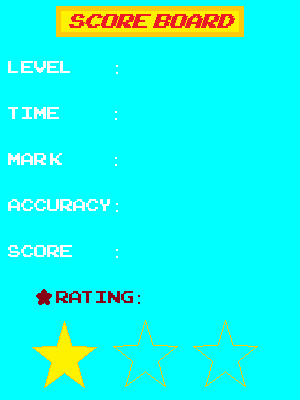 SCORE BOARD
LEVEL :
TIME :
MARK :
ACCURACY:
SCORE :
RATING: